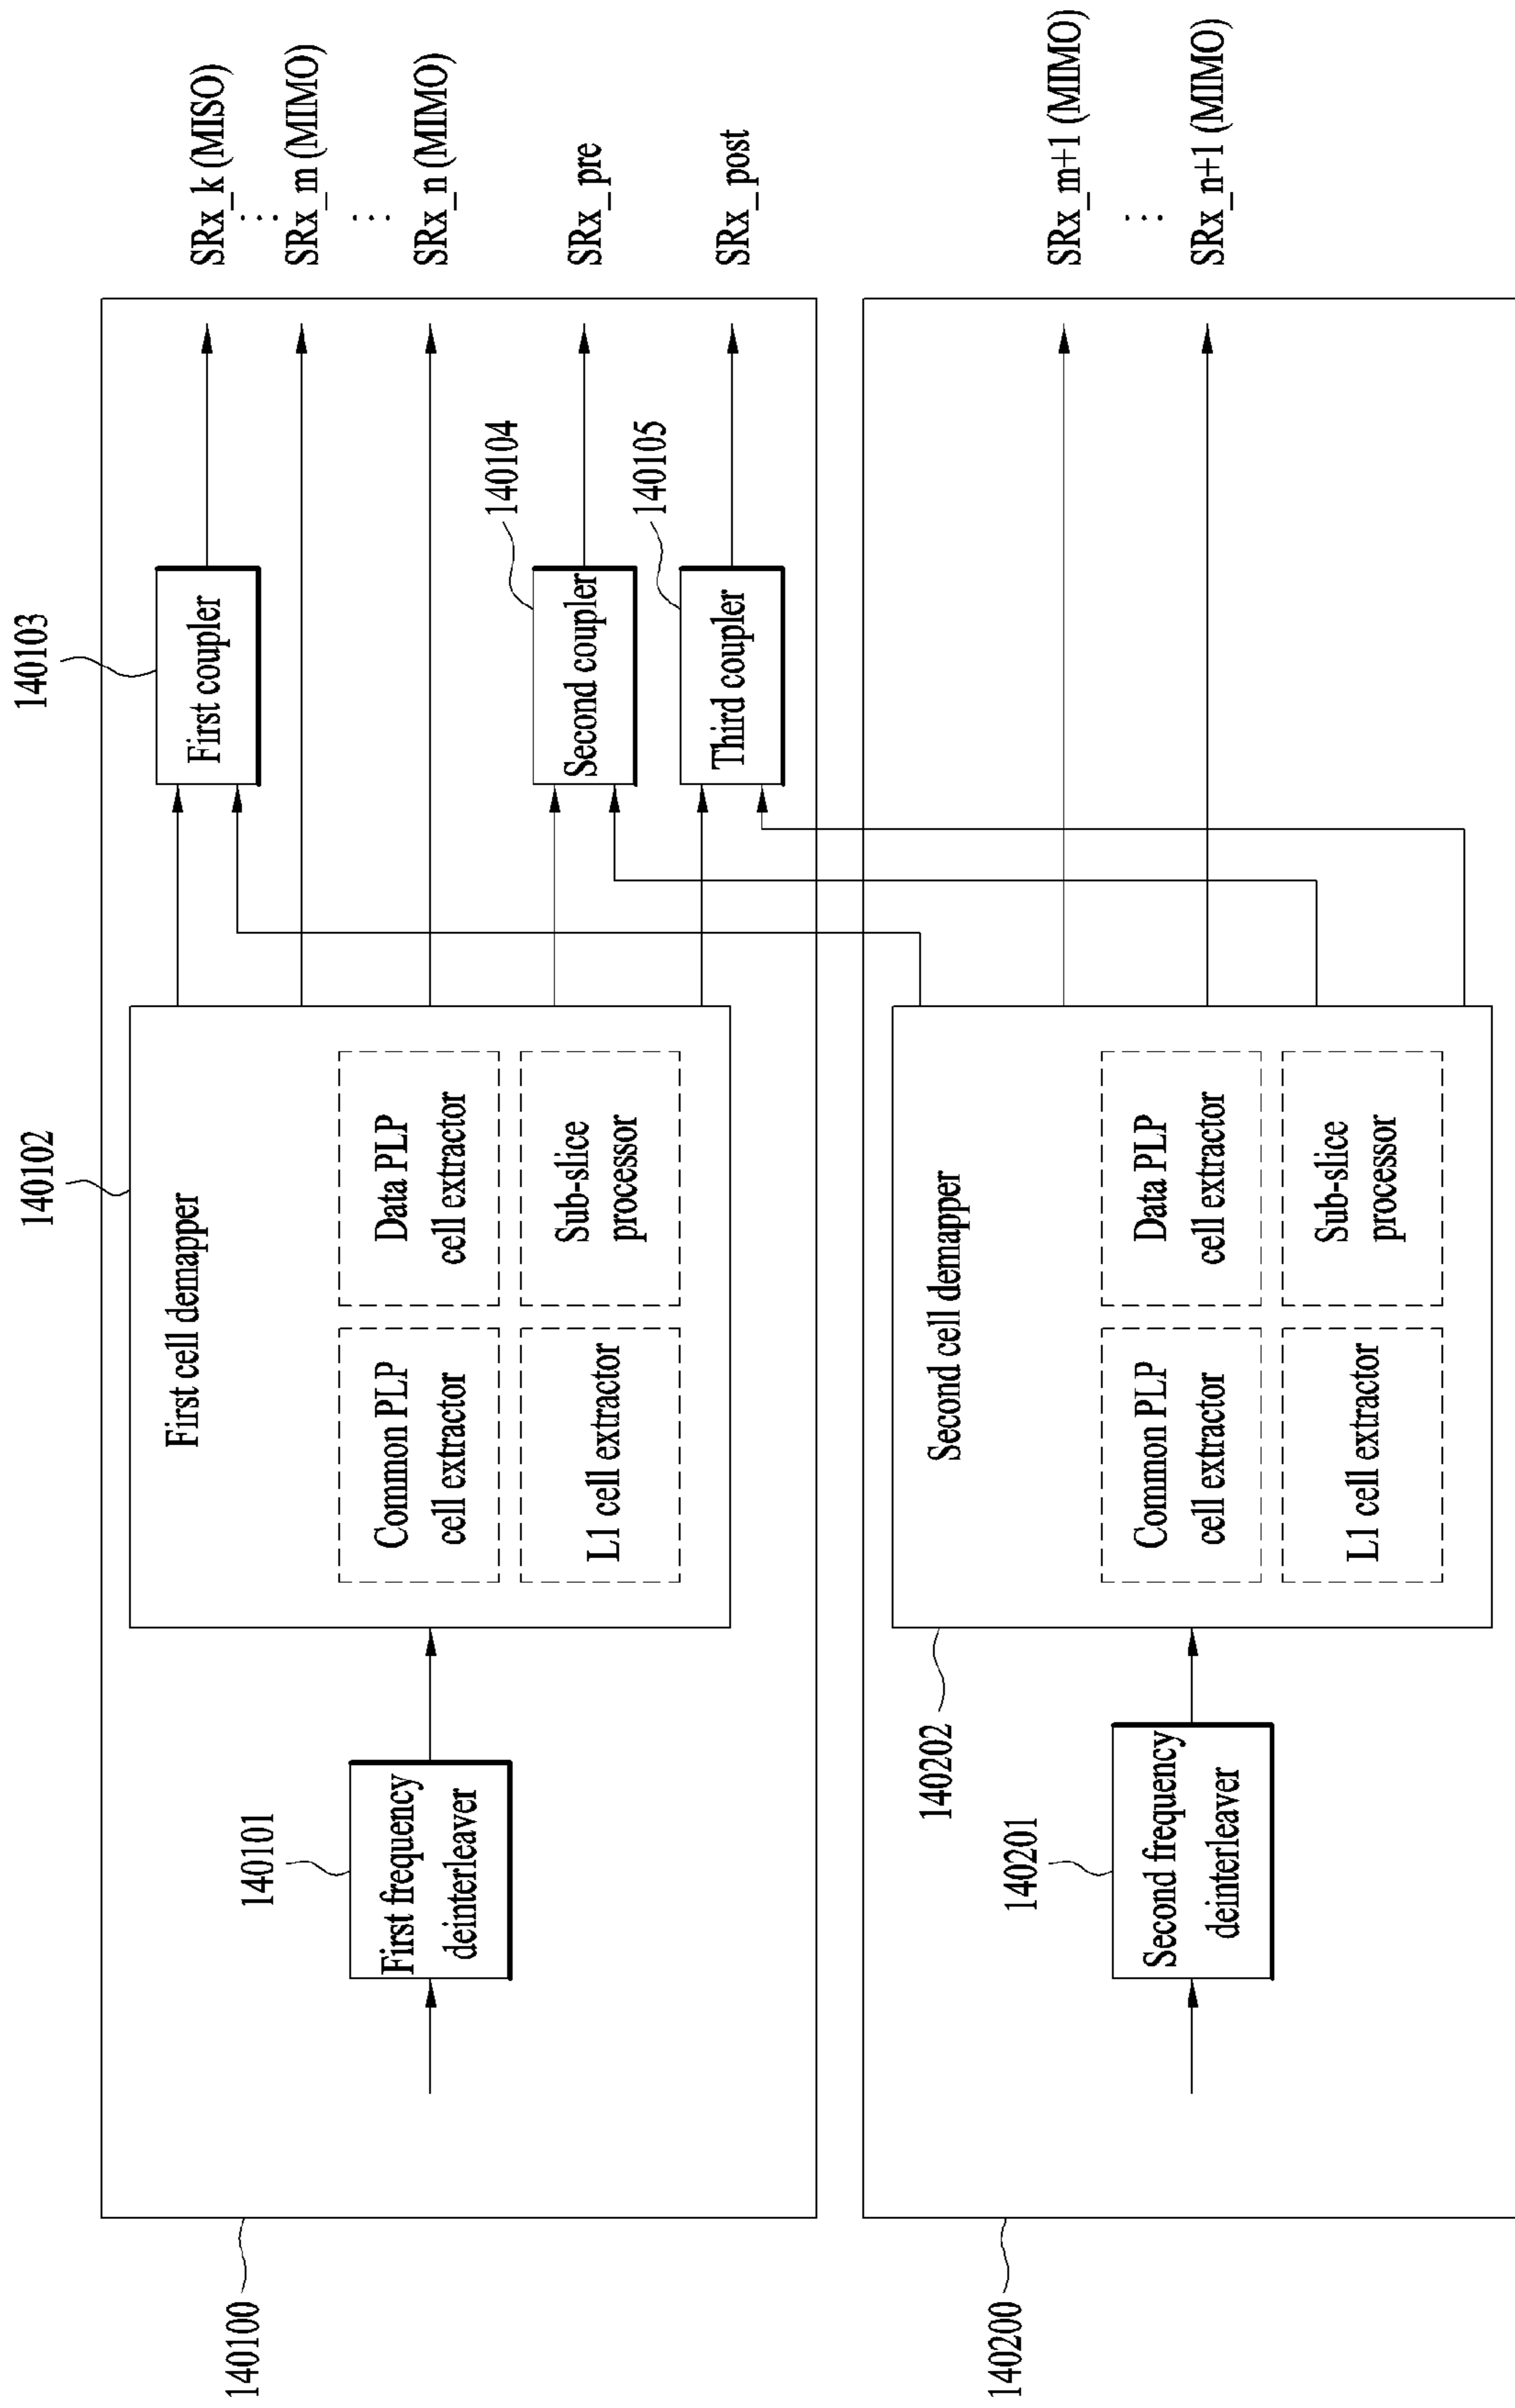 140100
140101
First frequency
deinterleaver
140102
First cell demapper
Common PLP
cell extractor
Data PLP
cell extractor
L1 cell extractor
Sub-slice
processor
140103
First coupler
140104
Second coupler
140105
Third coupler
SRx_k (MISO)
SRx_m (MIMO)
SRx_n (MIMO)
SRx_pre
SRx_post
140200
140201
Second frequency
deinterleaver
140202
Second cell demapper
Common PLP
cell extractor
Data PLP
cell extractor
L1 cell extractor
Sub-slice
processor
SRx_m+1 (MIMO)
SRx_n+1 (MIMO)